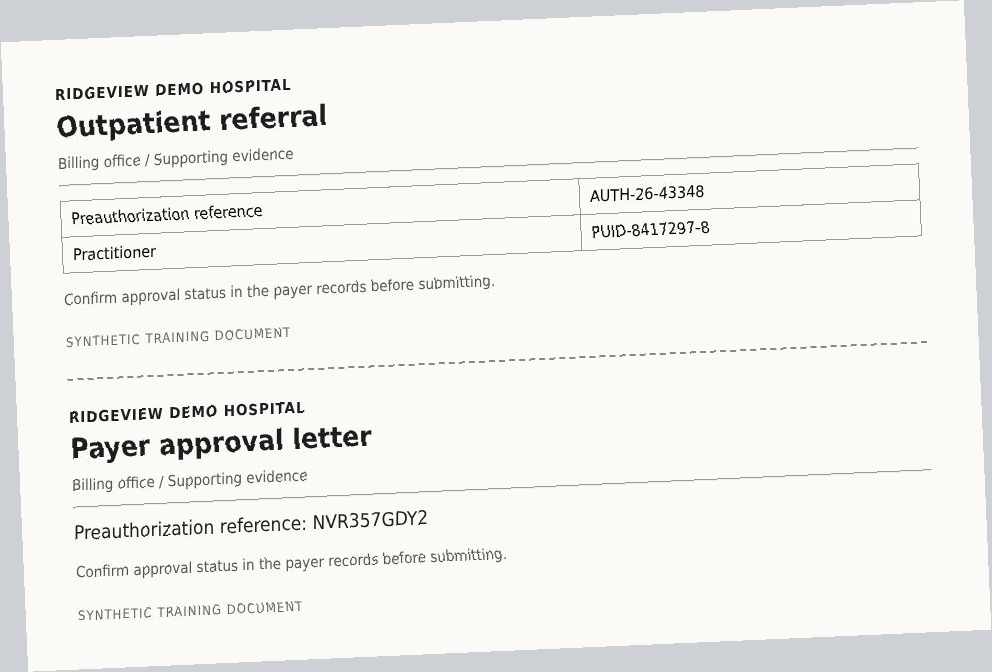 RIDGEVIEW DEMO HOSPITAL
Outpatient referral
Billing office / Supporting evidence
Preauthorization reference AUTH-26-43348
Practitioner PUID-8417297-8
Confirm approval status in the payer records before submitting.
SYNTHETIC TRAINING DOCUMENT
RIDGEVIEW DEMO HOSPITAL
Payer approval letter
Billing office / Supporting evidence
Preauthorization reference: NVR357GDY2
Confirm approval status in the payer records before submitting.
SYNTHETIC TRAINING DOCUMENT